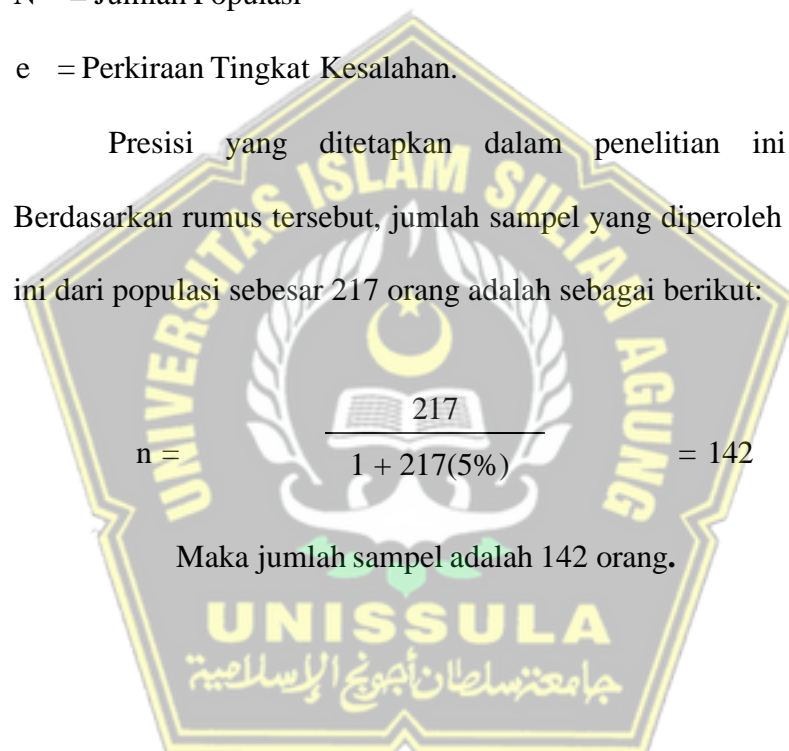 N = Jumlah Populasi
e = Perkiraan Tingkat Kesalahan.
Presisi yang ditetapkan dalam penelitian ini
Berdasarkan rumus tersebut, jumlah sampel yang diperoleh
ini dari populasi sebesar 217 orang adalah sebagai berikut:
217
n = = 142
1 + 217(5%)
Maka jumlah sampel adalah 142 orang.
UNIVERSITAS ISLAM SULTAN AGUNG
UNISSULA
جامعتسلطان أجونج الإسلامية